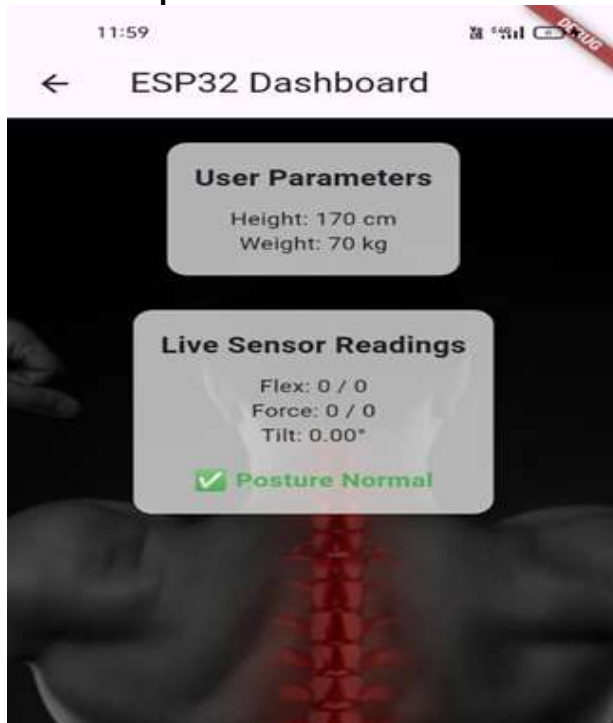 11:59
DEBUG
← ESP32 Dashboard
User Parameters
Height: 170 cm
Weight: 70 kg
Live Sensor Readings
Flex: 0 / 0
Force: 0 / 0
Tilt: 0.00°
✅ Posture Normal